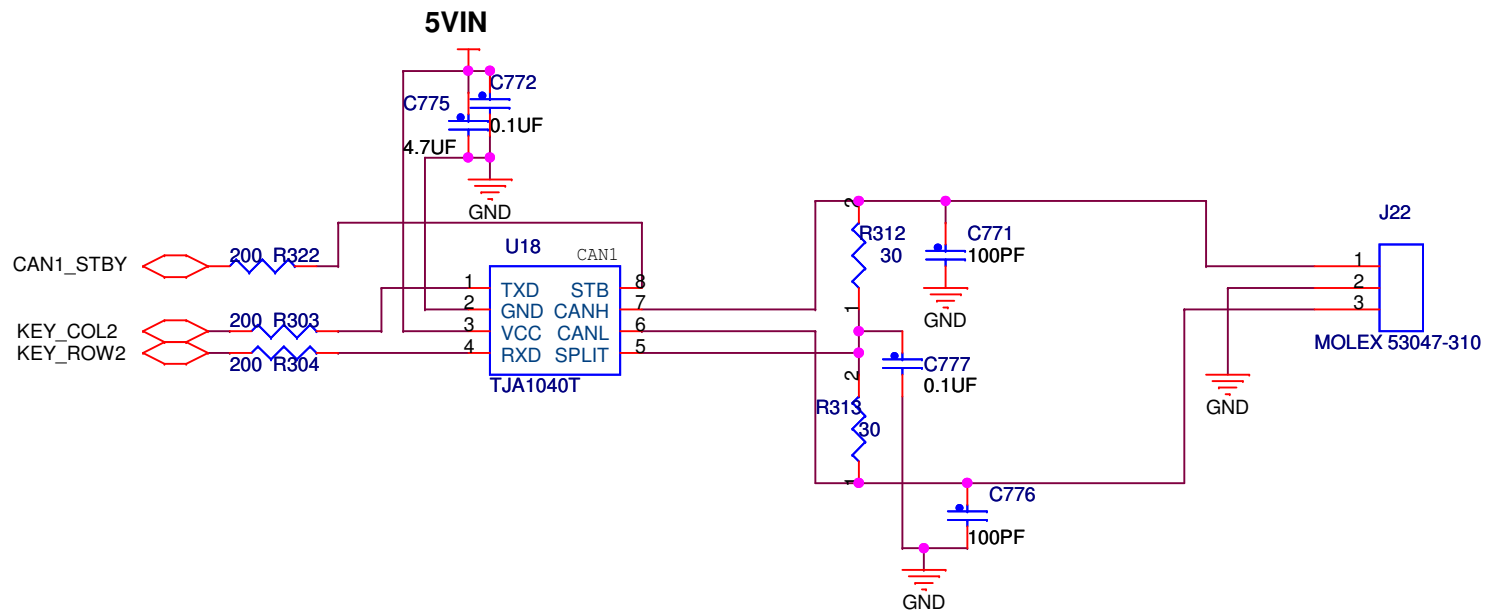 5VIN
C772
C775
0.1UF
4.7UF
GND
CAN1_STBY
200 R322
KEY_COL2
200 R303
KEY_ROW2
200 R304
U18
CAN1
1 TXD STB 8
2 GND CANH 7
3 VCC CANL 6
4 RXD SPLIT 5
TJA1040T
2
R312
30
1
C771
100PF
GND
C777
0.1UF
2
R313
30
1
C776
100PF
GND
J22
1
2
3
MOLEX 53047-310
GND